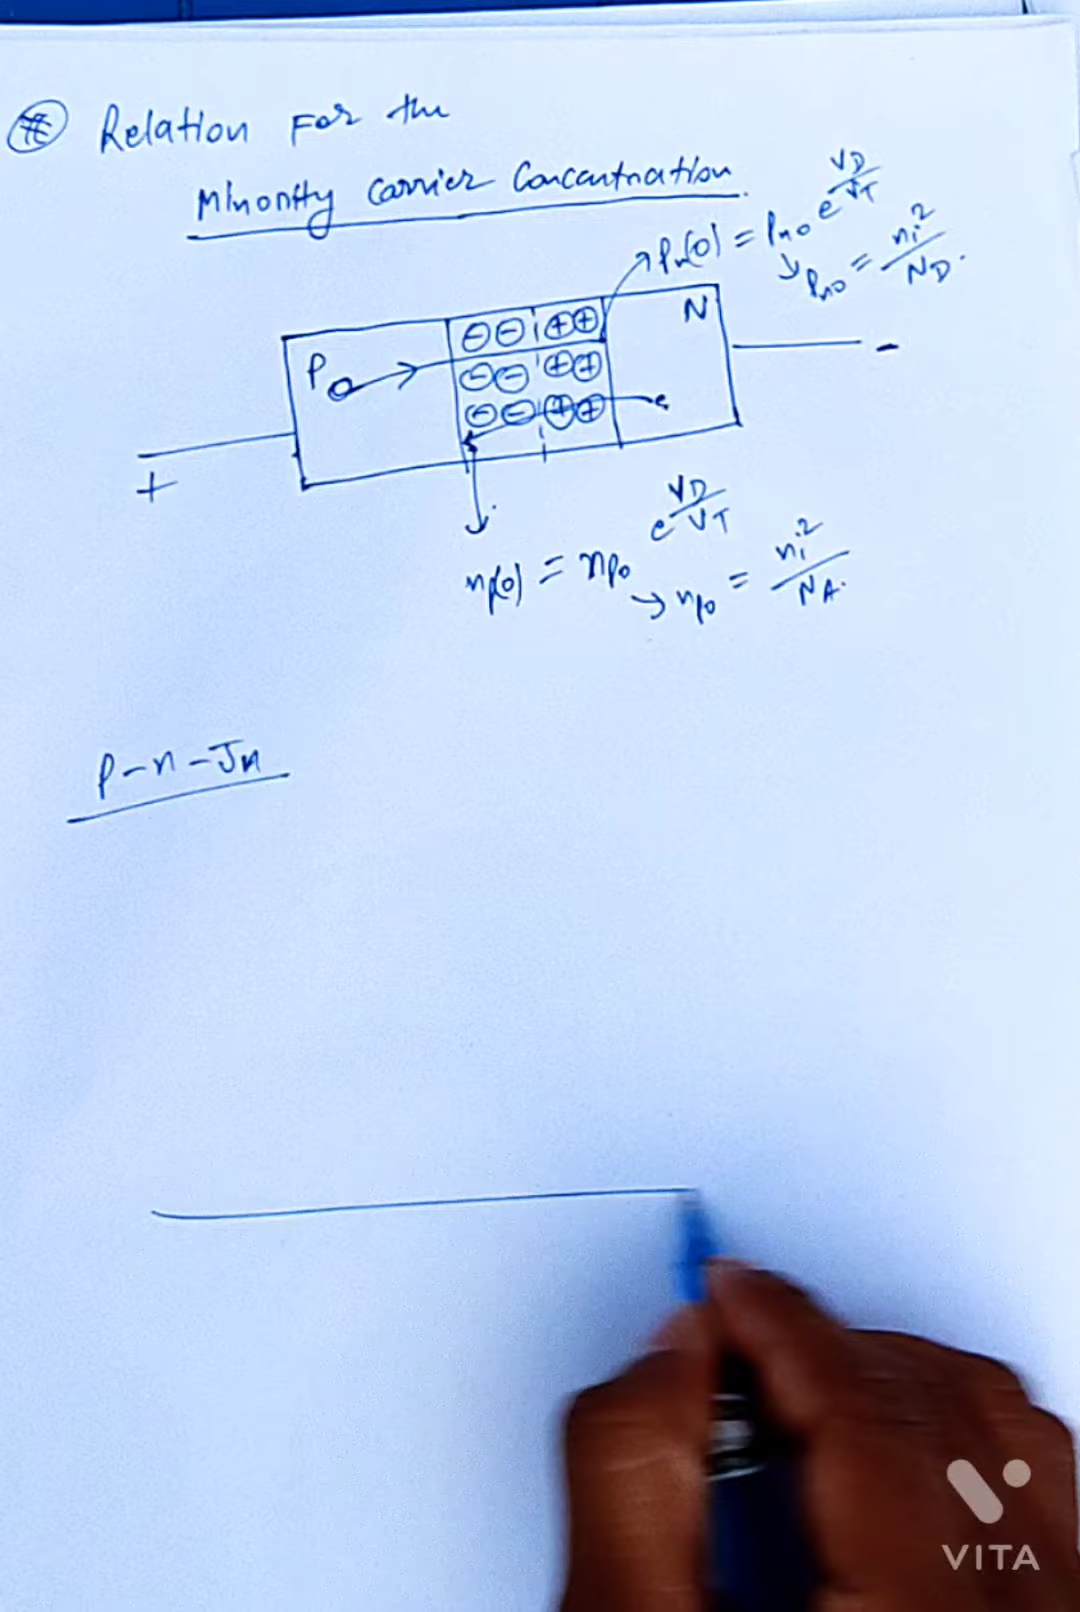 Relation For the
Minority Carrier Concentration
Pn(0) = Pno e^VD/VT
→ Pno = ni²/ND.
P
⊖⊖ ⊕⊕
N
⊖⊖ ⊕⊕
⊖⊖ ⊕⊕
-
+
np(0) = npo e^VD/VT
→ npo = ni²/NA.
P-n-Jn
VITA